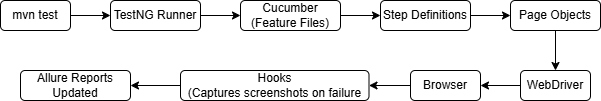 mvn test
TestNG Runner
Cucumber
(Feature Files)
Step Definitions
Page Objects
WebDriver
Browser
Hooks
(Captures screenshots on failure
Allure Reports
Updated